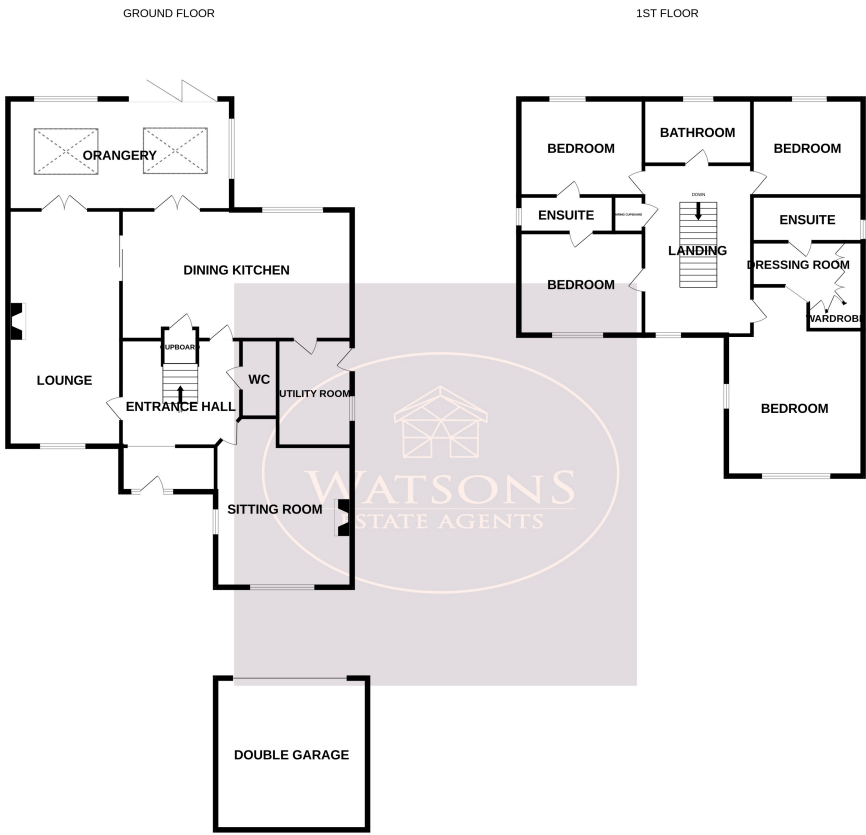 GROUND FLOOR
1ST FLOOR
ORANGERY
DINING KITCHEN
CUPBOARD
LOUNGE
ENTRANCE HALL
WC
UTILITY ROOM
SITTING ROOM
DOUBLE GARAGE
BEDROOM
BATHROOM
BEDROOM
DOWN
ENSUITE
CUPBOARD
ENSUITE
LANDING
DRESSING ROOM
BEDROOM
WARDROBE
BEDROOM
WATSONS
ESTATE AGENTS